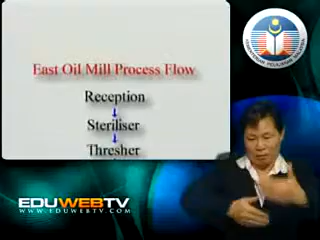 East Oil Mill Process Flow
Reception
Steriliser
Thresher
EDUWEBTV
WWW.EDUWEBTV.COM